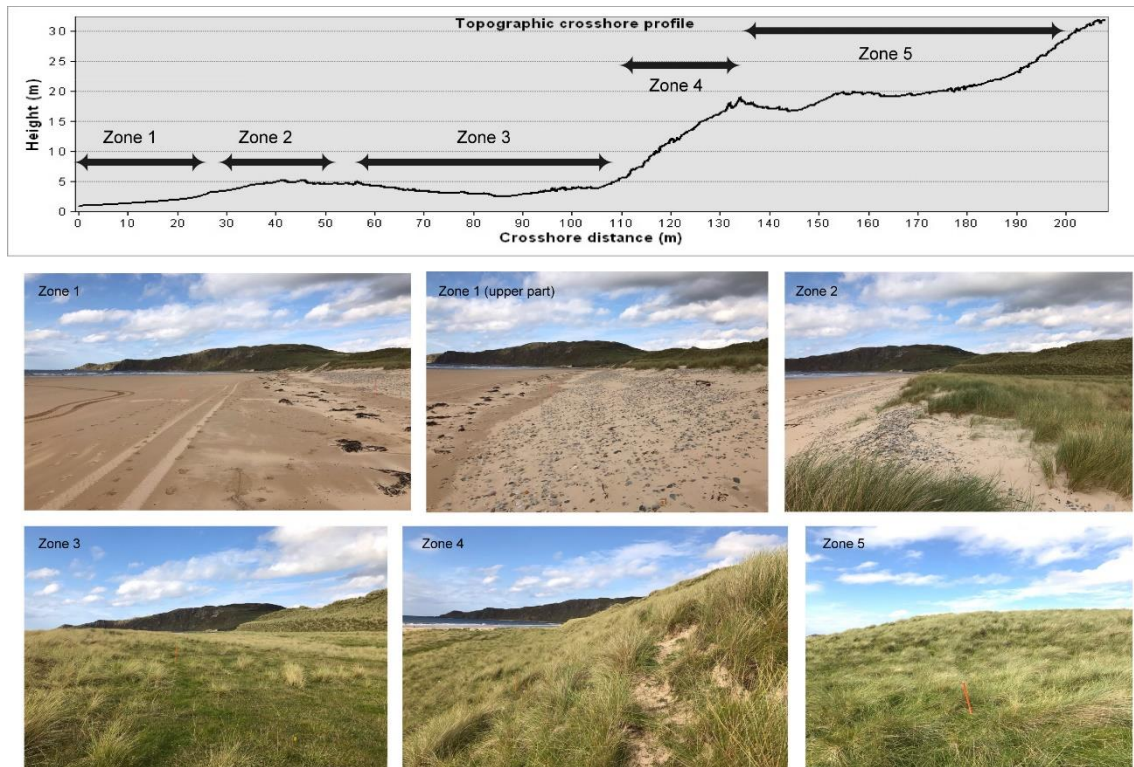 Topographic crosshore profile
Height (m)
30
25
20
15
10
5
0
Zone 1
Zone 2
Zone 3
Zone 4
Zone 5
0 10 20 30 40 50 60 70 80 90 100 110 120 130 140 150 160 170 180 190 200
Crosshore distance (m)
Zone 1
Zone 1 (upper part)
Zone 2
Zone 3
Zone 4
Zone 5